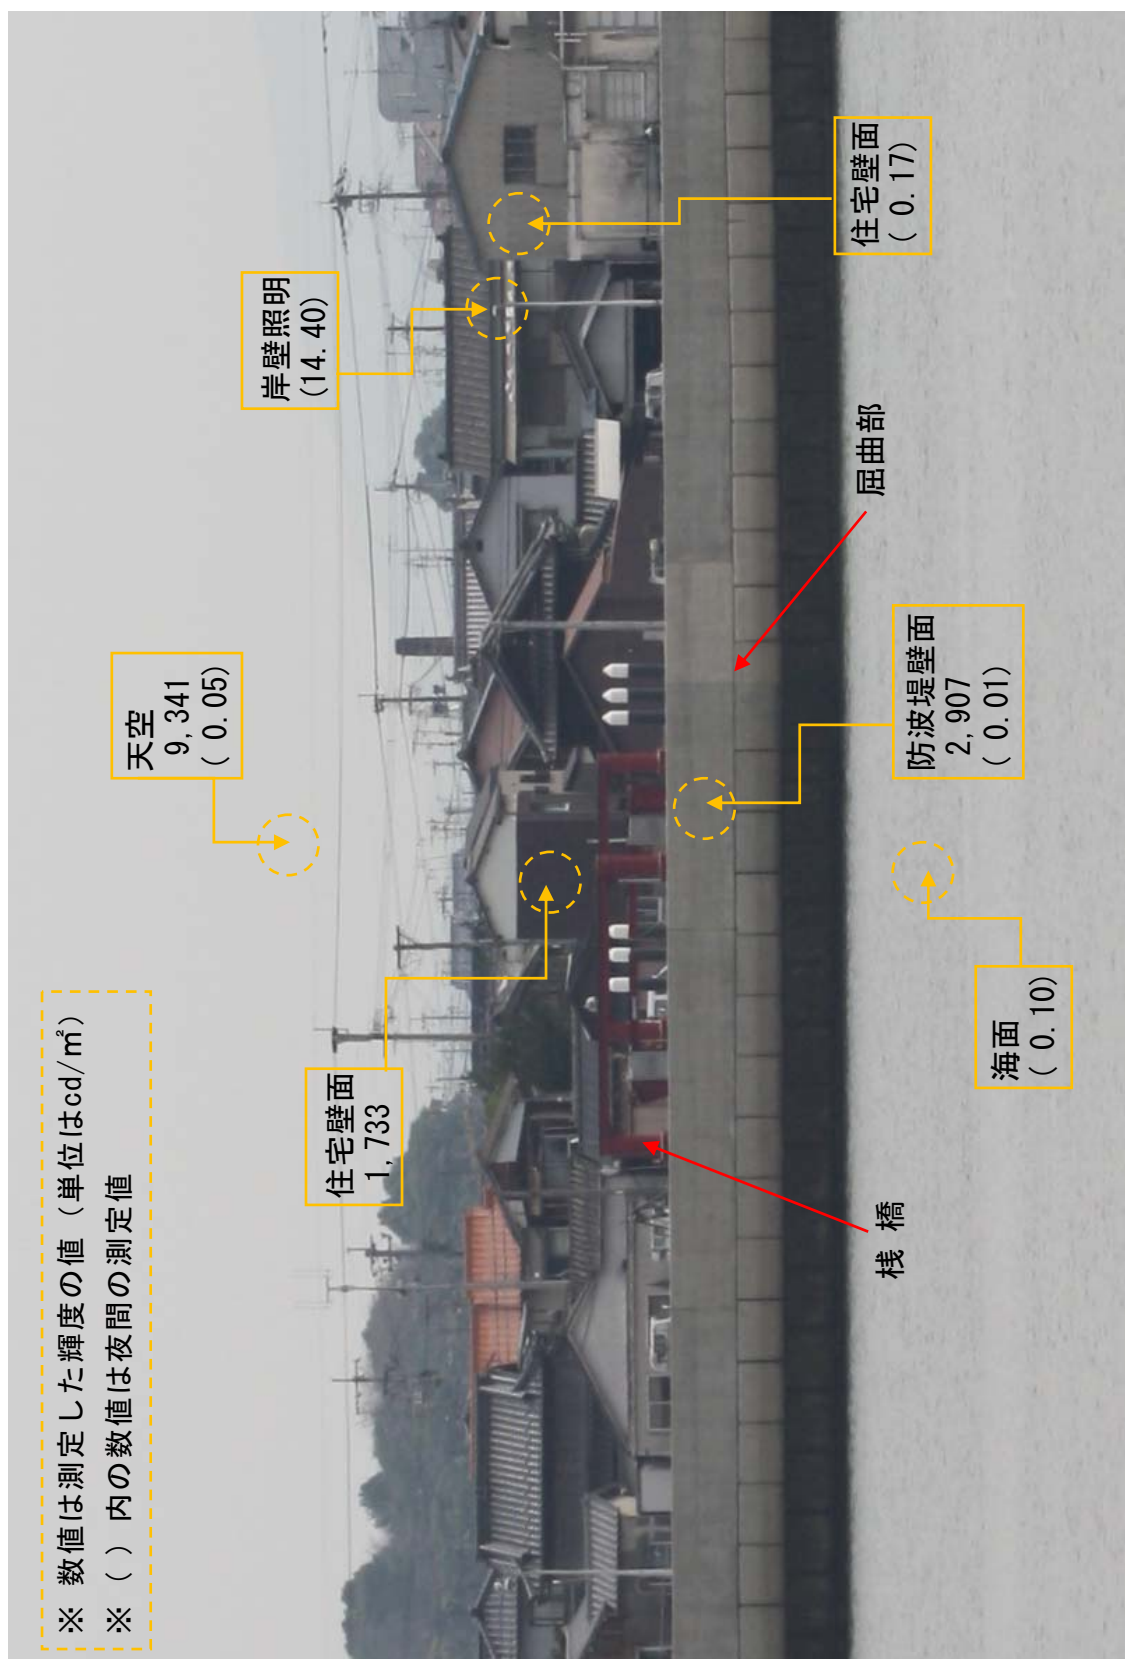 ※ 数値は測定した輝度の値（単位はcd/㎡）
※（ ）内の数値は夜間の測定値
天空
9,341
( 0.05)
岸壁照明
(14.40)
住宅壁面
1,733
住宅壁面
( 0.17)
屈曲部
桟 橋
防波堤壁面
2,907
( 0.01)
海面
( 0.10)